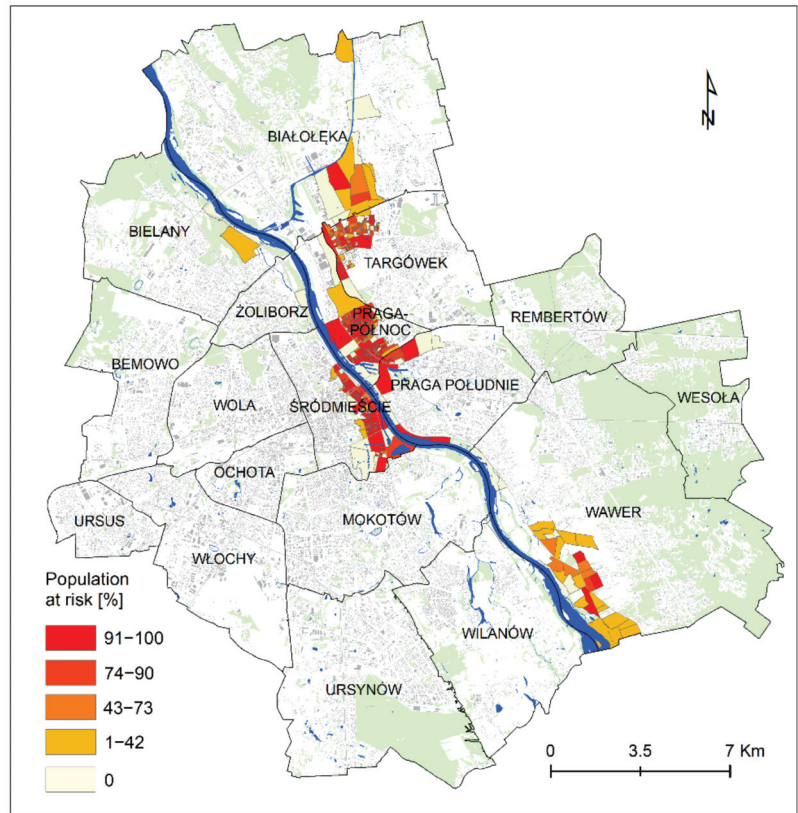 N
BIAŁOŁĘKA
BIELANY
TARGÓWEK
ŻOLIBORZ
PRAGA-
PÓŁNOC
REMBERTÓW
BEMOWO
PRAGA POŁUDNIE
WESOŁA
WOLA
ŚRÓDMIEŚCIE
OCHOTA
URSUS
MOKOTÓW
WAWER
WŁOCHY
WILANÓW
URSYNÓW
Population
at risk [%]
91–100
74–90
43–73
1–42
0
0 3.5 7 Km